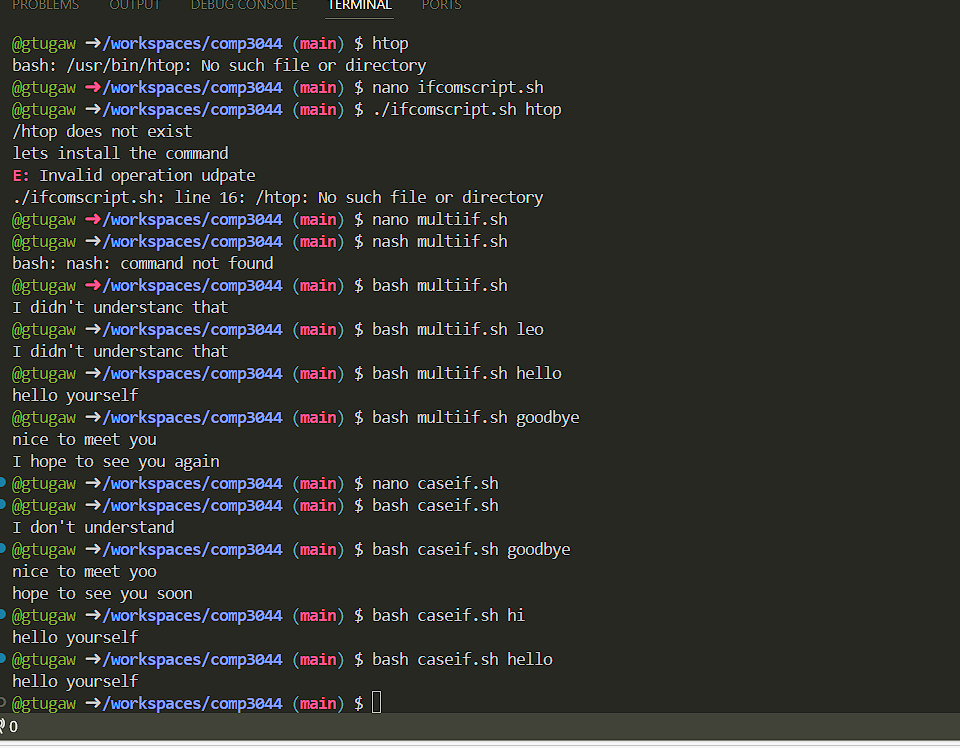 PROBLEMS OUTPUT DEBUG CONSOLE TERMINAL PORTS
@gtugaw ➜/workspaces/comp3044 (main) $ htop
bash: /usr/bin/htop: No such file or directory
@gtugaw ➜/workspaces/comp3044 (main) $ nano ifcomscript.sh
@gtugaw ➜/workspaces/comp3044 (main) $ ./ifcomscript.sh htop
/htop does not exist
lets install the command
E: Invalid operation udpate
./ifcomscript.sh: line 16: /htop: No such file or directory
@gtugaw ➜/workspaces/comp3044 (main) $ nano multiif.sh
@gtugaw ➜/workspaces/comp3044 (main) $ nash multiif.sh
bash: nash: command not found
@gtugaw ➜/workspaces/comp3044 (main) $ bash multiif.sh
I didn't understanc that
@gtugaw ➜/workspaces/comp3044 (main) $ bash multiif.sh leo
I didn't understanc that
@gtugaw ➜/workspaces/comp3044 (main) $ bash multiif.sh hello
hello yourself
@gtugaw ➜/workspaces/comp3044 (main) $ bash multiif.sh goodbye
nice to meet you
I hope to see you again
@gtugaw ➜/workspaces/comp3044 (main) $ nano caseif.sh
@gtugaw ➜/workspaces/comp3044 (main) $ bash caseif.sh
I don't understand
@gtugaw ➜/workspaces/comp3044 (main) $ bash caseif.sh goodbye
nice to meet yoo
hope to see you soon
@gtugaw ➜/workspaces/comp3044 (main) $ bash caseif.sh hi
hello yourself
@gtugaw ➜/workspaces/comp3044 (main) $ bash caseif.sh hello
hello yourself
@gtugaw ➜/workspaces/comp3044 (main) $
0